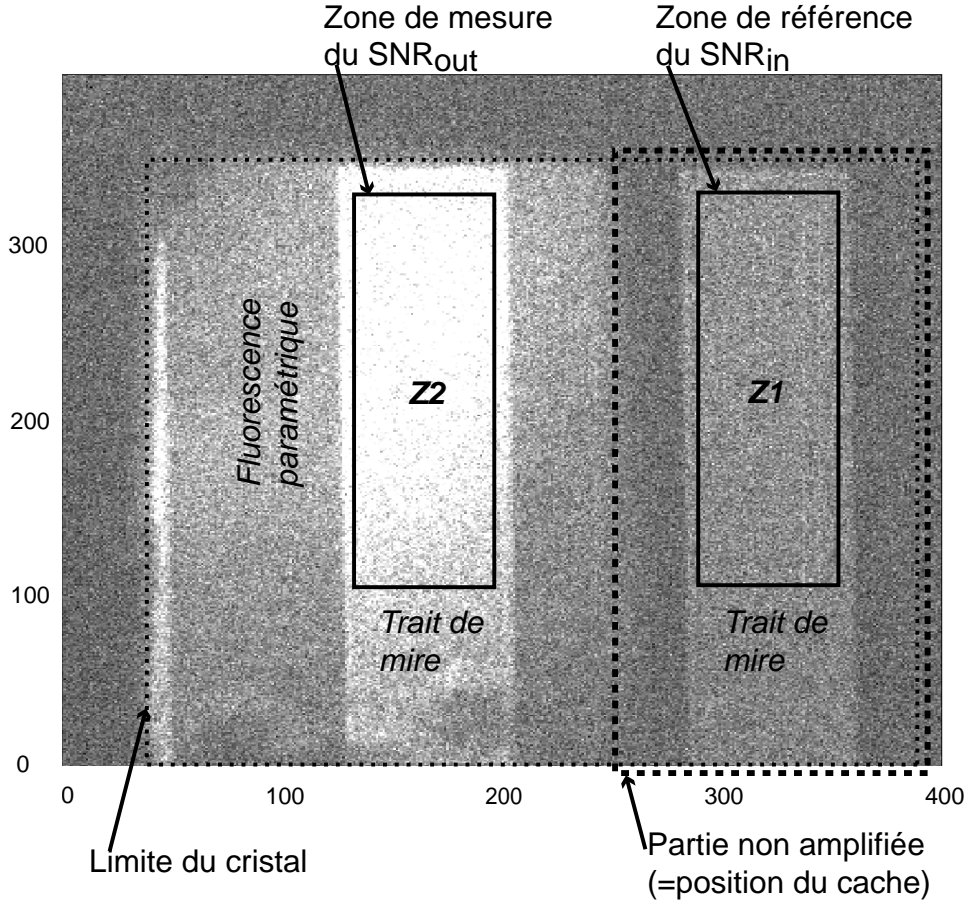 Zone de mesure
du SNRout
Zone de référence
du SNRin
300
200
100
0
Fluorescence
paramétrique
Z2
Z1
Trait de
mire
Trait de
mire
0
100
200
300
400
Limite du cristal
Partie non amplifiée
(=position du cache)